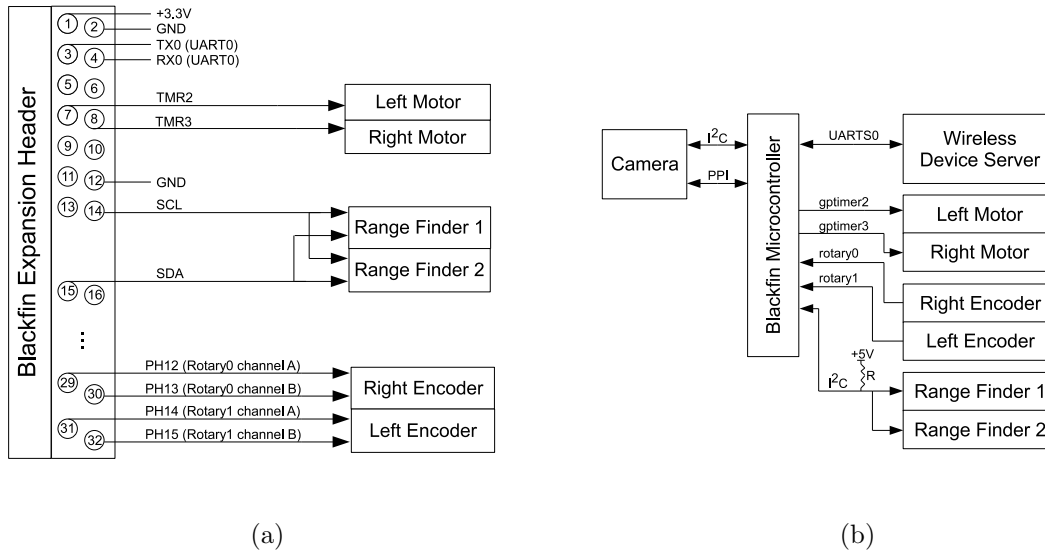 Blackfin Expansion Header
1
2
3
4
5
6
7
8
9
10
11
12
13
14
15
16
...
29
30
31
32
+3.3V
GND
TX0 (UART0)
RX0 (UART0)
TMR2
TMR3
GND
SCL
SDA
PH12 (Rotary0 channel A)
PH13 (Rotary0 channel B)
PH14 (Rotary1 channel A)
PH15 (Rotary1 channel B)
Left Motor
Right Motor
Range Finder 1
Range Finder 2
Right Encoder
Left Encoder
(a)
Camera
I²C
PPI
Blackfin Microcontroller
UARTS0
gptimer2
gptimer3
rotary0
rotary1
+5V
R
I²C
Wireless
Device Server
Left Motor
Right Motor
Right Encoder
Left Encoder
Range Finder 1
Range Finder 2
(b)